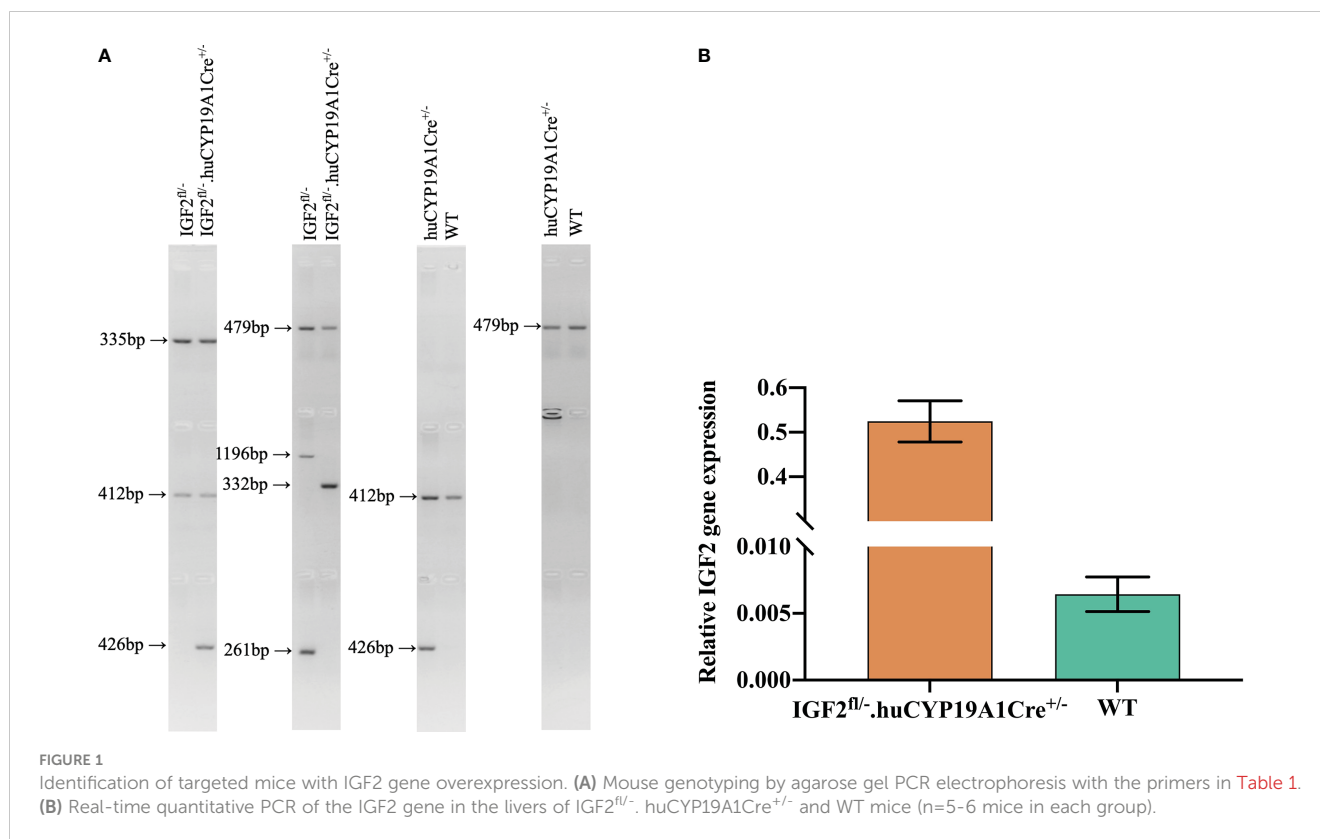 A
IGF2fl/-
IGF2fl/-.huCYP19A1Cre+/-
IGF2fl/-
IGF2fl/-.huCYP19A1Cre+/-
huCYP19A1Cre+/-
WT
huCYP19A1Cre+/-
WT
335bp →
412bp →
426bp →
479bp →
1196bp →
332bp →
261bp →
412bp →
426bp →
479bp →
B
Relative IGF2 gene expression
0.6
0.5
0.4
0.010
0.005
0.000
IGF2fl/-.huCYP19A1Cre+/- WT
FIGURE 1
Identification of targeted mice with IGF2 gene overexpression. (A) Mouse genotyping by agarose gel PCR electrophoresis with the primers in Table 1.
(B) Real-time quantitative PCR of the IGF2 gene in the livers of IGF2fl/-. huCYP19A1Cre+/- and WT mice (n=5-6 mice in each group).